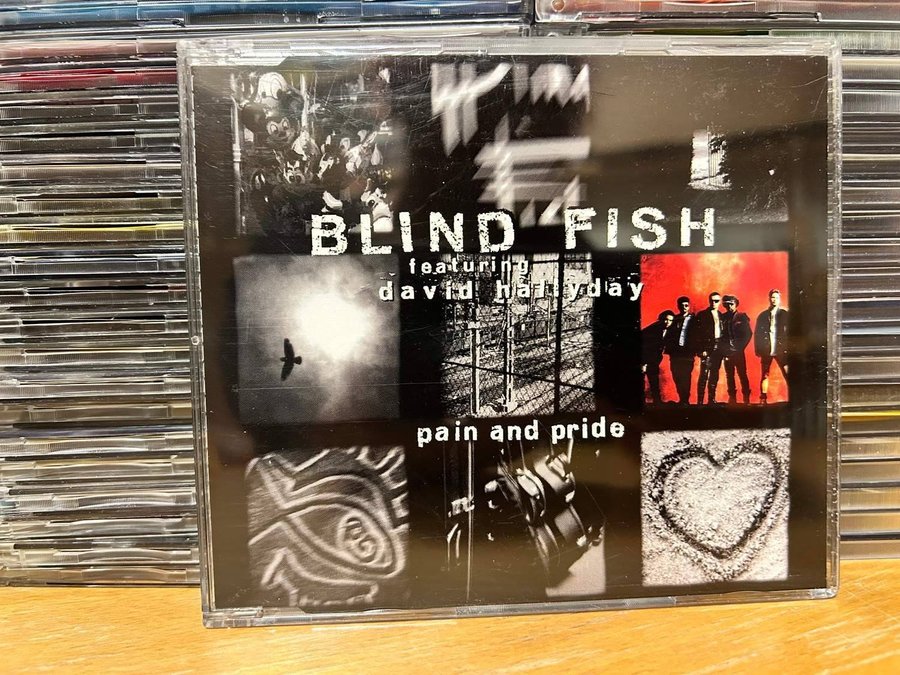 BLIND FISH
featuring
david hallyday
pain and pride